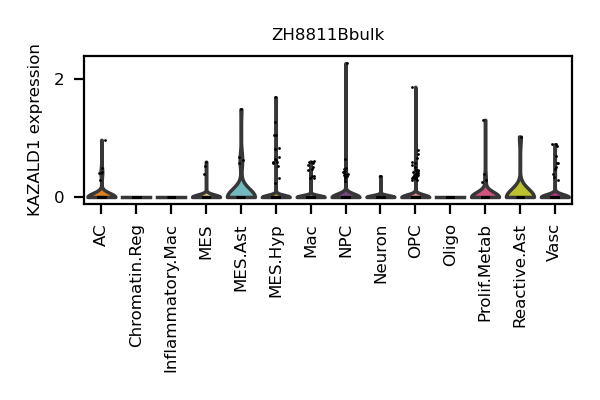 ZH8811Bbulk
KAZALD1 expression
2
0
AC
Chromatin.Reg
Inflammatory.Mac
MES
MES.Ast
MES.Hyp
Mac
NPC
Neuron
OPC
Oligo
Prolif.Metab
Reactive.Ast
Vasc